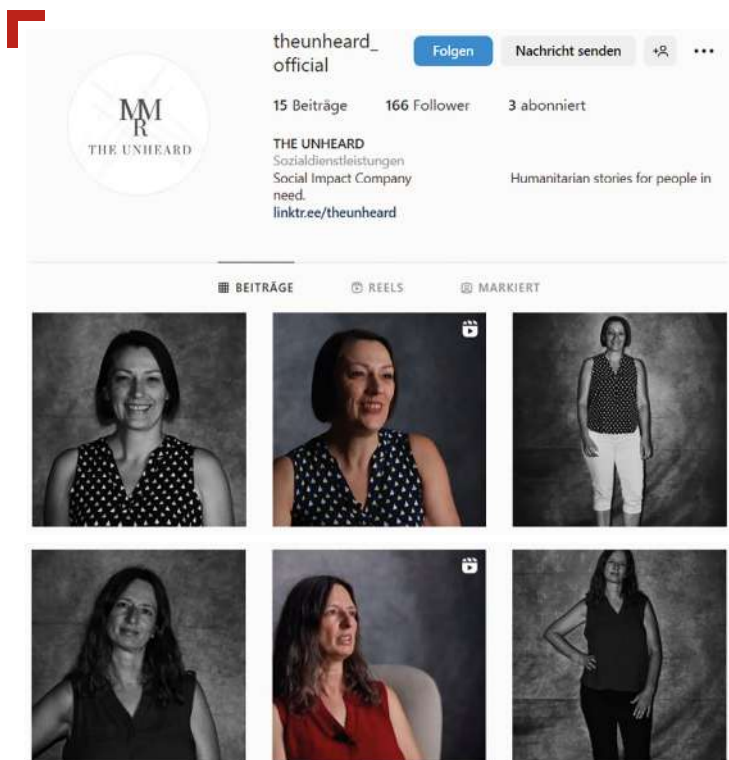 theunheard_
official
Folgen
Nachricht senden
15 Beiträge 166 Follower 3 abonniert
MMR
THE UNHEARD
THE UNHEARD
Sozialdienstleistungen
Social Impact Company Humanitarian stories for people in
need.
linktr.ee/theunheard
BEITRÄGE REELS MARKIERT